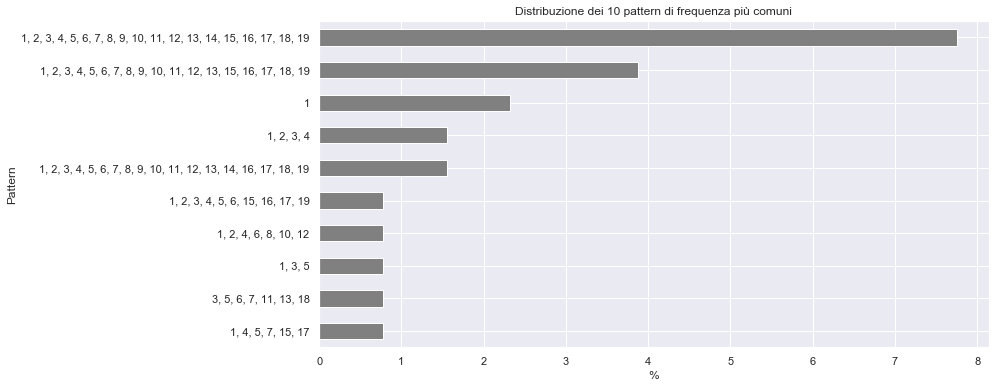 Distribuzione dei 10 pattern di frequenza più comuni
1, 2, 3, 4, 5, 6, 7, 8, 9, 10, 11, 12, 13, 14, 15, 16, 17, 18, 19
1, 2, 3, 4, 5, 6, 7, 8, 9, 10, 11, 12, 13, 15, 16, 17, 18, 19
1
1, 2, 3, 4
1, 2, 3, 4, 5, 6, 7, 8, 9, 10, 11, 12, 13, 14, 16, 17, 18, 19
1, 2, 3, 4, 5, 6, 15, 16, 17, 19
1, 2, 4, 6, 8, 10, 12
1, 3, 5
3, 5, 6, 7, 11, 13, 18
1, 4, 5, 7, 15, 17
Pattern
0 1 2 3 4 5 6 7 8
%